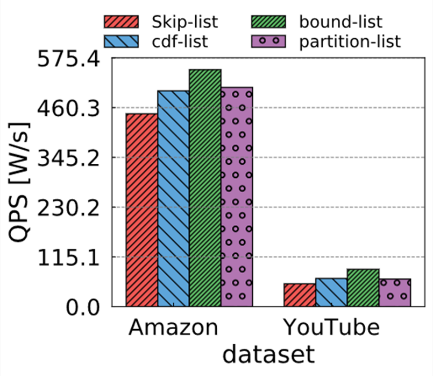 Skip-list bound-list
cdf-list partition-list
575.4
460.3
345.2
230.2
115.1
0.0
QPS [W/s]
Amazon YouTube
dataset